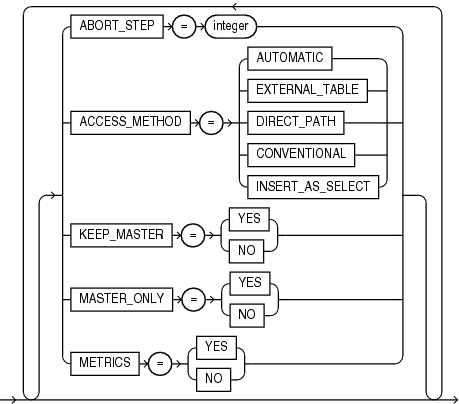 ABORT_STEP = integer
AUTOMATIC
EXTERNAL_TABLE
ACCESS_METHOD = DIRECT_PATH
CONVENTIONAL
INSERT_AS_SELECT
YES
KEEP_MASTER =
NO
YES
MASTER_ONLY =
NO
YES
METRICS =
NO